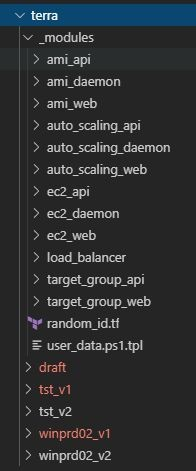 terra
_modules
ami_api
ami_daemon
ami_web
auto_scaling_api
auto_scaling_daemon
auto_scaling_web
ec2_api
ec2_daemon
ec2_web
load_balancer
target_group_api
target_group_web
random_id.tf
user_data.ps1.tpl
draft
tst_v1
tst_v2
winprd02_v1
winprd02_v2